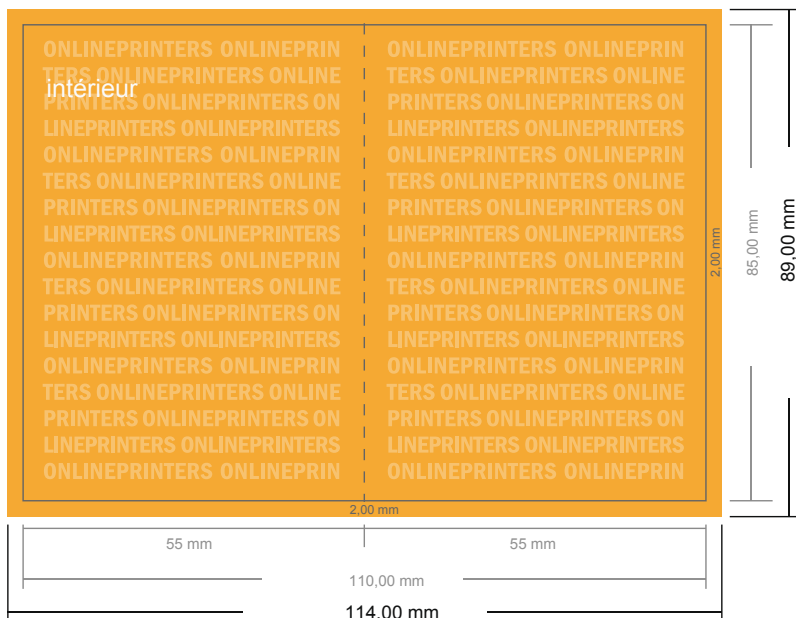 ONLINEPRINTERS ONLINEPRIN
TERS ONLINEPRINTERS ONLINE
intérieur
PRINTERS ONLINEPRINTERS ON
LINEPRINTERS ONLINEPRINTERS
ONLINEPRINTERS ONLINEPRIN
TERS ONLINEPRINTERS ONLINE
PRINTERS ONLINEPRINTERS ON
LINEPRINTERS ONLINEPRINTERS
ONLINEPRINTERS ONLINEPRIN
TERS ONLINEPRINTERS ONLINE
PRINTERS ONLINEPRINTERS ON
LINEPRINTERS ONLINEPRINTERS
ONLINEPRINTERS ONLINEPRIN
TERS ONLINEPRINTERS ONLINE
PRINTERS ONLINEPRINTERS ON
LINEPRINTERS ONLINEPRINTERS
ONLINEPRINTERS ONLINEPRIN
ONLINEPRINTERS ONLINEPRIN
TERS ONLINEPRINTERS ONLINE
PRINTERS ONLINEPRINTERS ON
LINEPRINTERS ONLINEPRINTERS
ONLINEPRINTERS ONLINEPRIN
TERS ONLINEPRINTERS ONLINE
PRINTERS ONLINEPRINTERS ON
LINEPRINTERS ONLINEPRINTERS
ONLINEPRINTERS ONLINEPRIN
TERS ONLINEPRINTERS ONLINE
PRINTERS ONLINEPRINTERS ON
LINEPRINTERS ONLINEPRINTERS
ONLINEPRINTERS ONLINEPRIN
TERS ONLINEPRINTERS ONLINE
PRINTERS ONLINEPRINTERS ON
LINEPRINTERS ONLINEPRINTERS
ONLINEPRINTERS ONLINEPRIN
2,00 mm
85,00 mm
89,00 mm
2,00 mm
55 mm
55 mm
110,00 mm
114,00 mm